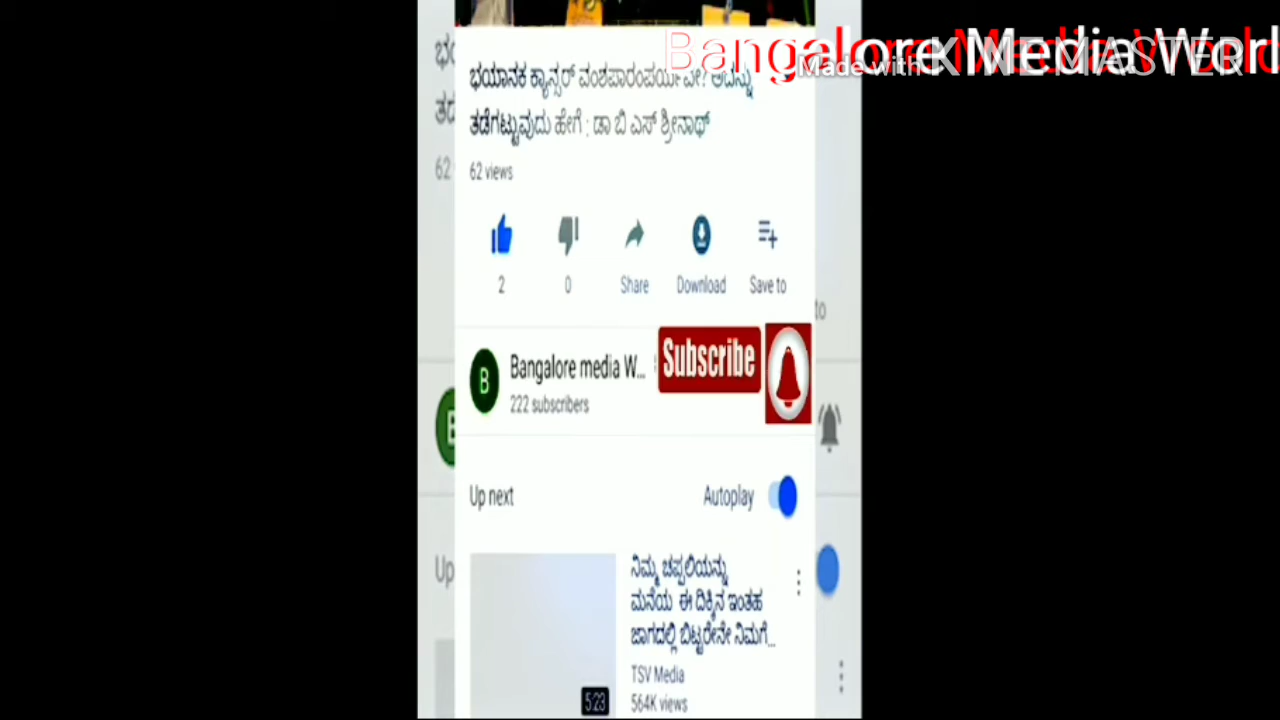 Bangalore Media World
Made with KINEMASTER
ಭಯಾನಕ ಕ್ಯಾನ್ಸರ್ ವಂಶಪಾರಂಪರ್ಯವೇ? ಅದನ್ನು
ತಡೆಗಟ್ಟುವುದು ಹೇಗೆ : ಡಾ ಬಿ ಎಸ್ ಶ್ರೀನಾಥ್
62 views
2
0
Share
Download
Save to
to
B
Bangalore media W...
Subscribe
222 subscribers
Up next
Autoplay
Up
ನಿಮ್ಮ ಚಪ್ಪಲಿಯನ್ನು
ಮನೆಯ ಈ ದಿಕ್ಕಿನ ಇಂತಹ
ಜಾಗದಲ್ಲಿ ಬಿಟ್ಟರೇನೇ ನಿಮಗೆ...
TSV Media
564K views
5:23